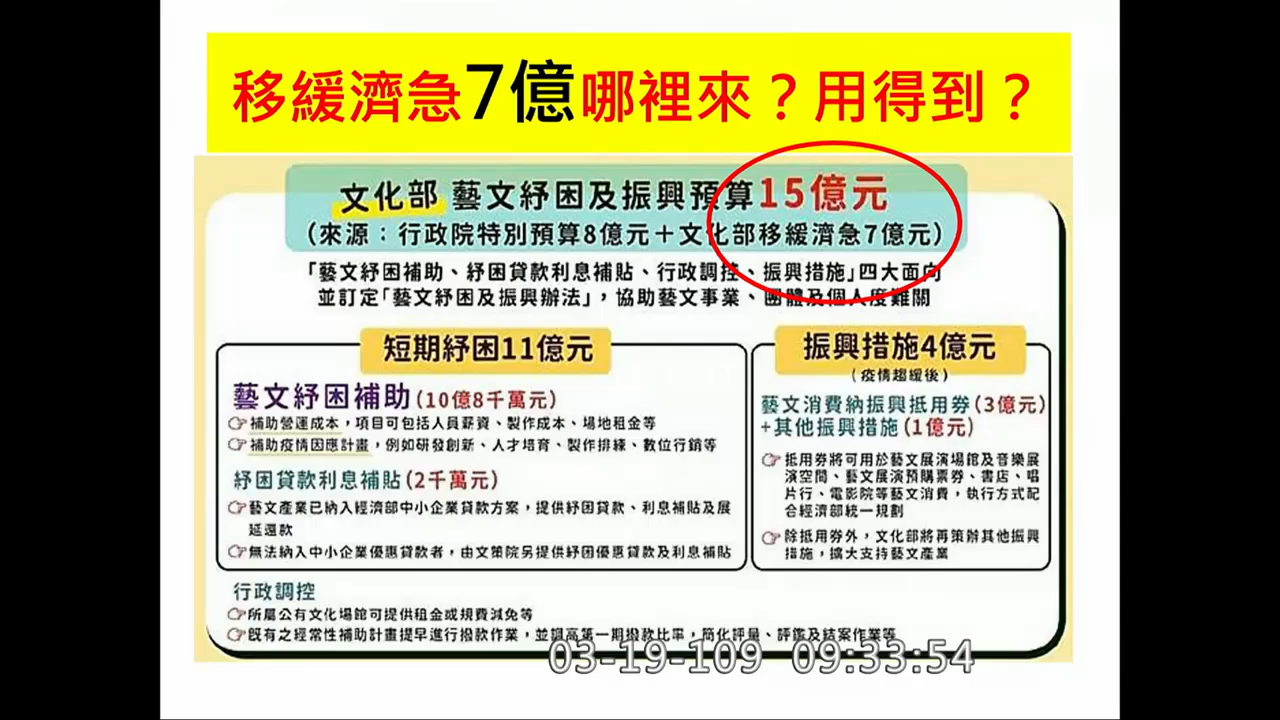 移緩濟急7億哪裡來？用得到？
文化部 藝文紓困及振興預算15億元
（來源：行政院特別預算8億元＋文化部移緩濟急7億元）
「藝文紓困補助、紓困貸款利息補貼、行政調控、振興措施」四大面向
並訂定「藝文紓困及振興辦法」，協助藝文事業、團體及個人度難關
短期紓困11億元
藝文紓困補助（10億8千萬元）
補助營運成本，項目可包括人員薪資、製作成本、場地租金等
補助疫情因應計畫，例如研發創新、人才培育、製作排練、數位行銷等
紓困貸款利息補貼（2千萬元）
藝文產業已納入經濟部中小企業貸款方案，提供紓困貸款、利息補貼及展
延還款
無法納入中小企業優惠貸款者，由文策院另提供紓困優惠貸款及利息補貼
振興措施4億元
（疫情趨緩後）
藝文消費納振興抵用券（3億元）
+其他振興措施（1億元）
抵用券將可用於藝文展演場館及音樂展
演空間、藝文展演預購票券、書店、唱
片行、電影院等藝文消費，執行方式配
合經濟部統一規劃
除抵用券外，文化部將再策辦其他振興
措施，擴大支持藝文產業
行政調控
所屬公有文化場館可提供租金或規費減免等
既有之經常性補助計畫提早進行撥款作業，並提高第一期撥款比率，簡化評量、評鑑及結案作業等
03-19-109 09:33:54